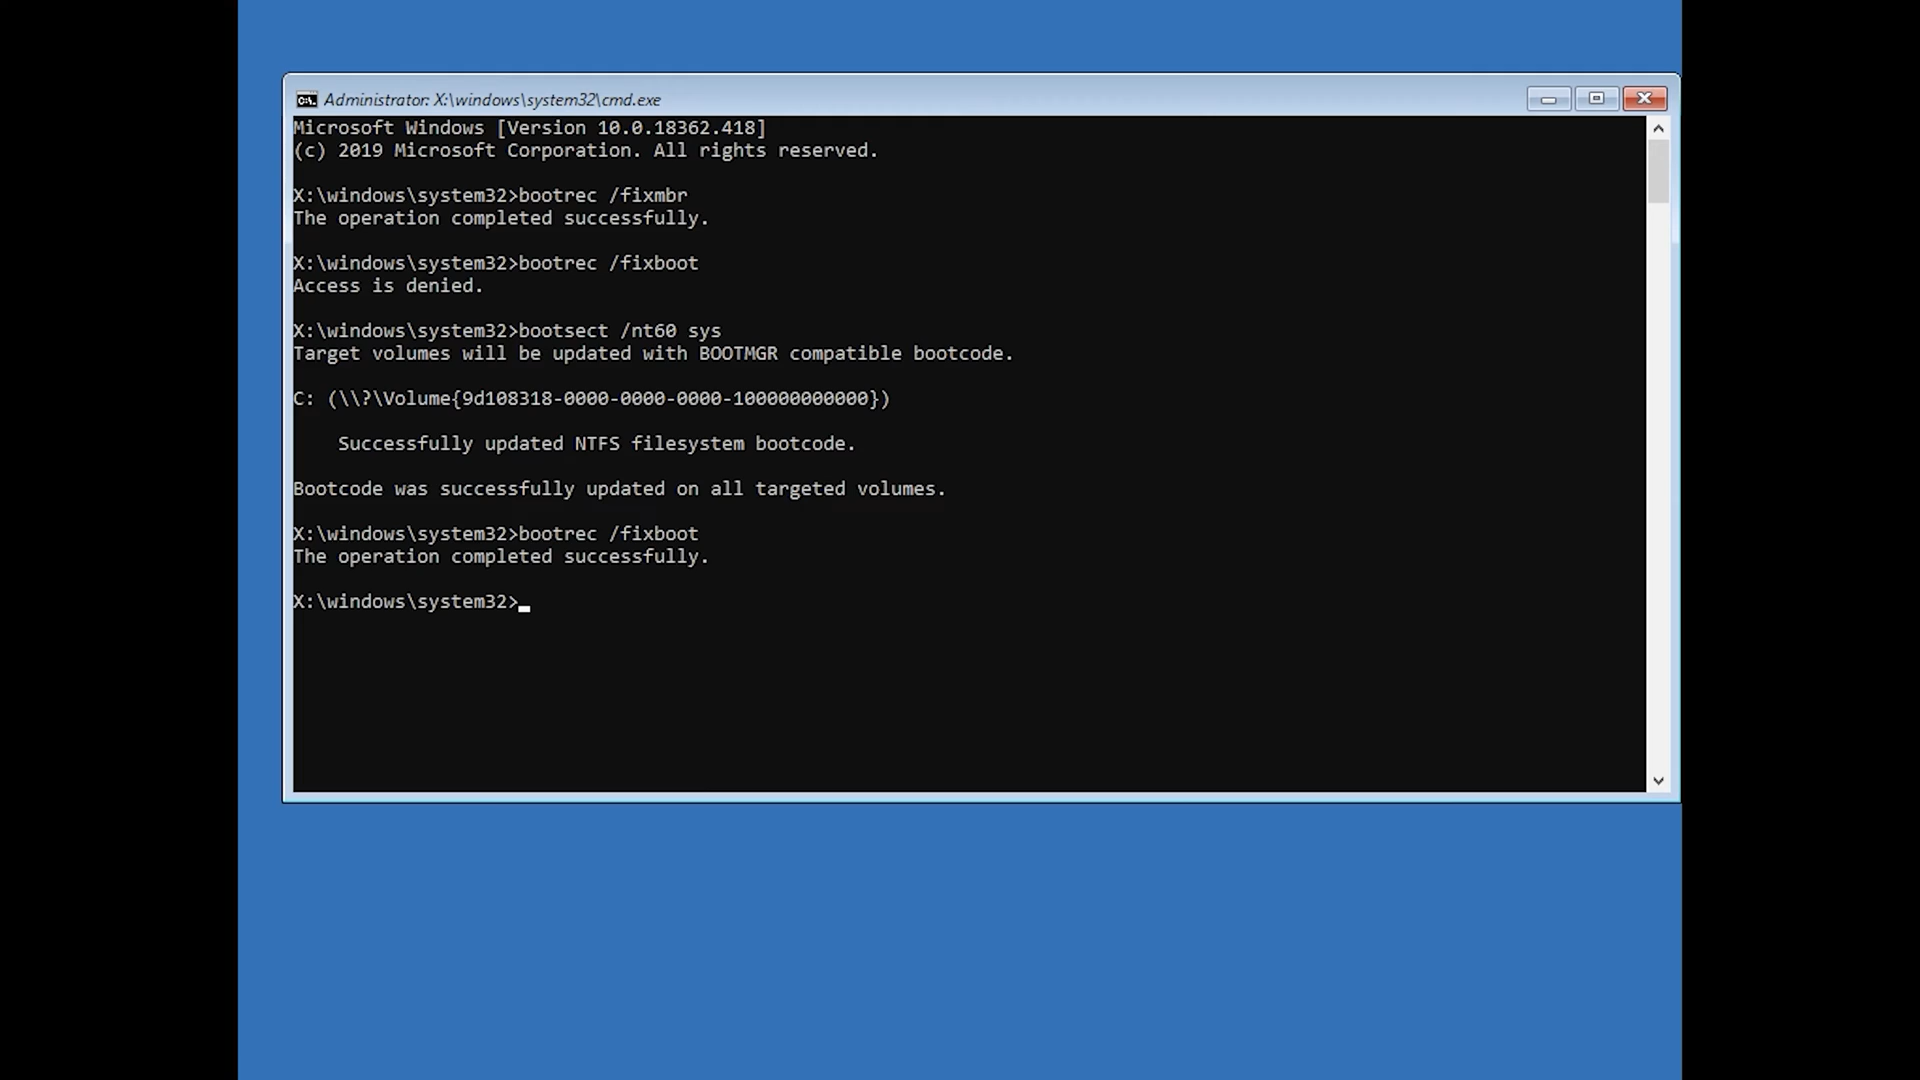 Administrator: X:\windows\system32\cmd.exe
Microsoft Windows [Version 10.0.18362.418]
(c) 2019 Microsoft Corporation. All rights reserved.
X:\windows\system32>bootrec /fixmbr
The operation completed successfully.
X:\windows\system32>bootrec /fixboot
Access is denied.
X:\windows\system32>bootsect /nt60 sys
Target volumes will be updated with BOOTMGR compatible bootcode.
C: (\\?\Volume{9d108318-0000-0000-0000-100000000000})
Successfully updated NTFS filesystem bootcode.
Bootcode was successfully updated on all targeted volumes.
X:\windows\system32>bootrec /fixboot
The operation completed successfully.
X:\windows\system32>